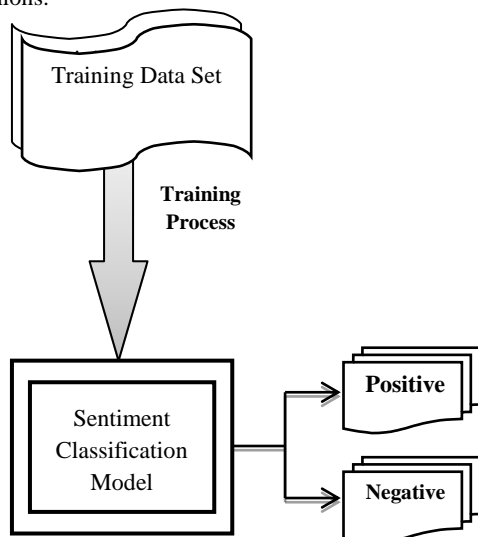 Training Data Set
Training
Process
Sentiment
Classification
Model
Positive
Negative